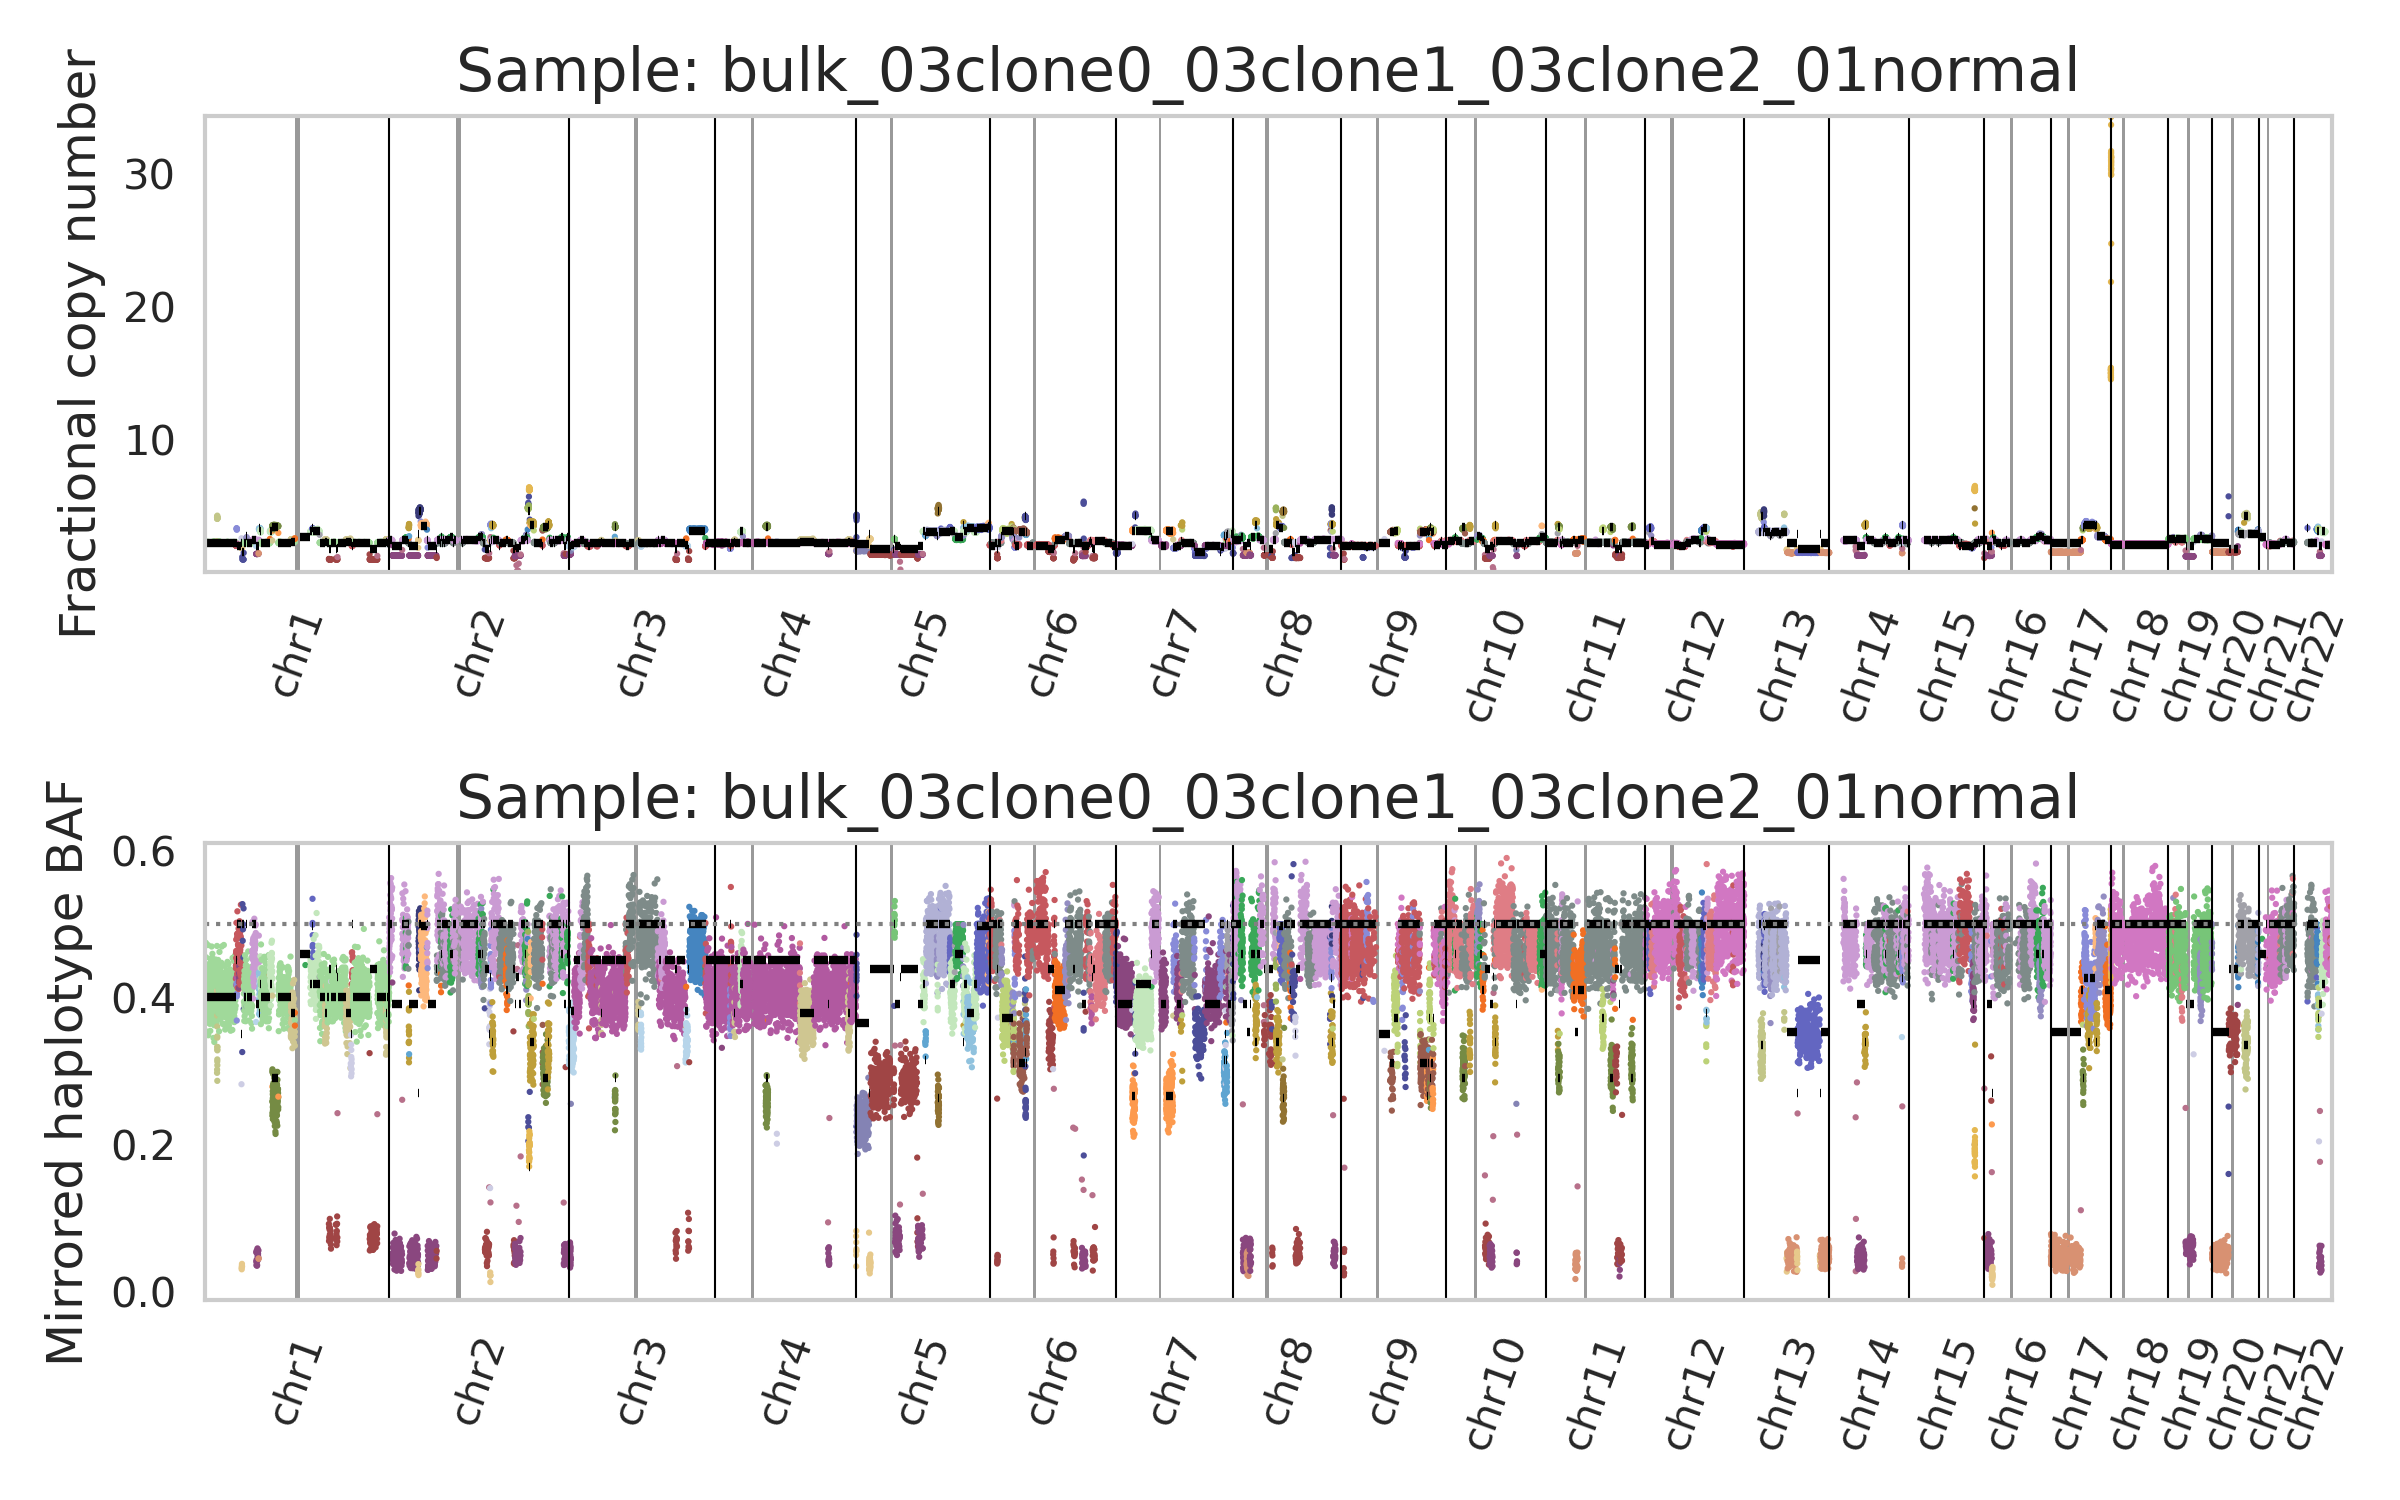 Sample: bulk_03clone0_03clone1_03clone2_01normal
Fractional copy number
30
20
10
chr1 chr2 chr3 chr4 chr5 chr6 chr7 chr8 chr9 chr10 chr11 chr12 chr13 chr14 chr15 chr16 chr17 chr18 chr19 chr20 chr21 chr22
Sample: bulk_03clone0_03clone1_03clone2_01normal
Mirrored haplotype BAF
0.6
0.4
0.2
0.0
chr1 chr2 chr3 chr4 chr5 chr6 chr7 chr8 chr9 chr10 chr11 chr12 chr13 chr14 chr15 chr16 chr17 chr18 chr19 chr20 chr21 chr22